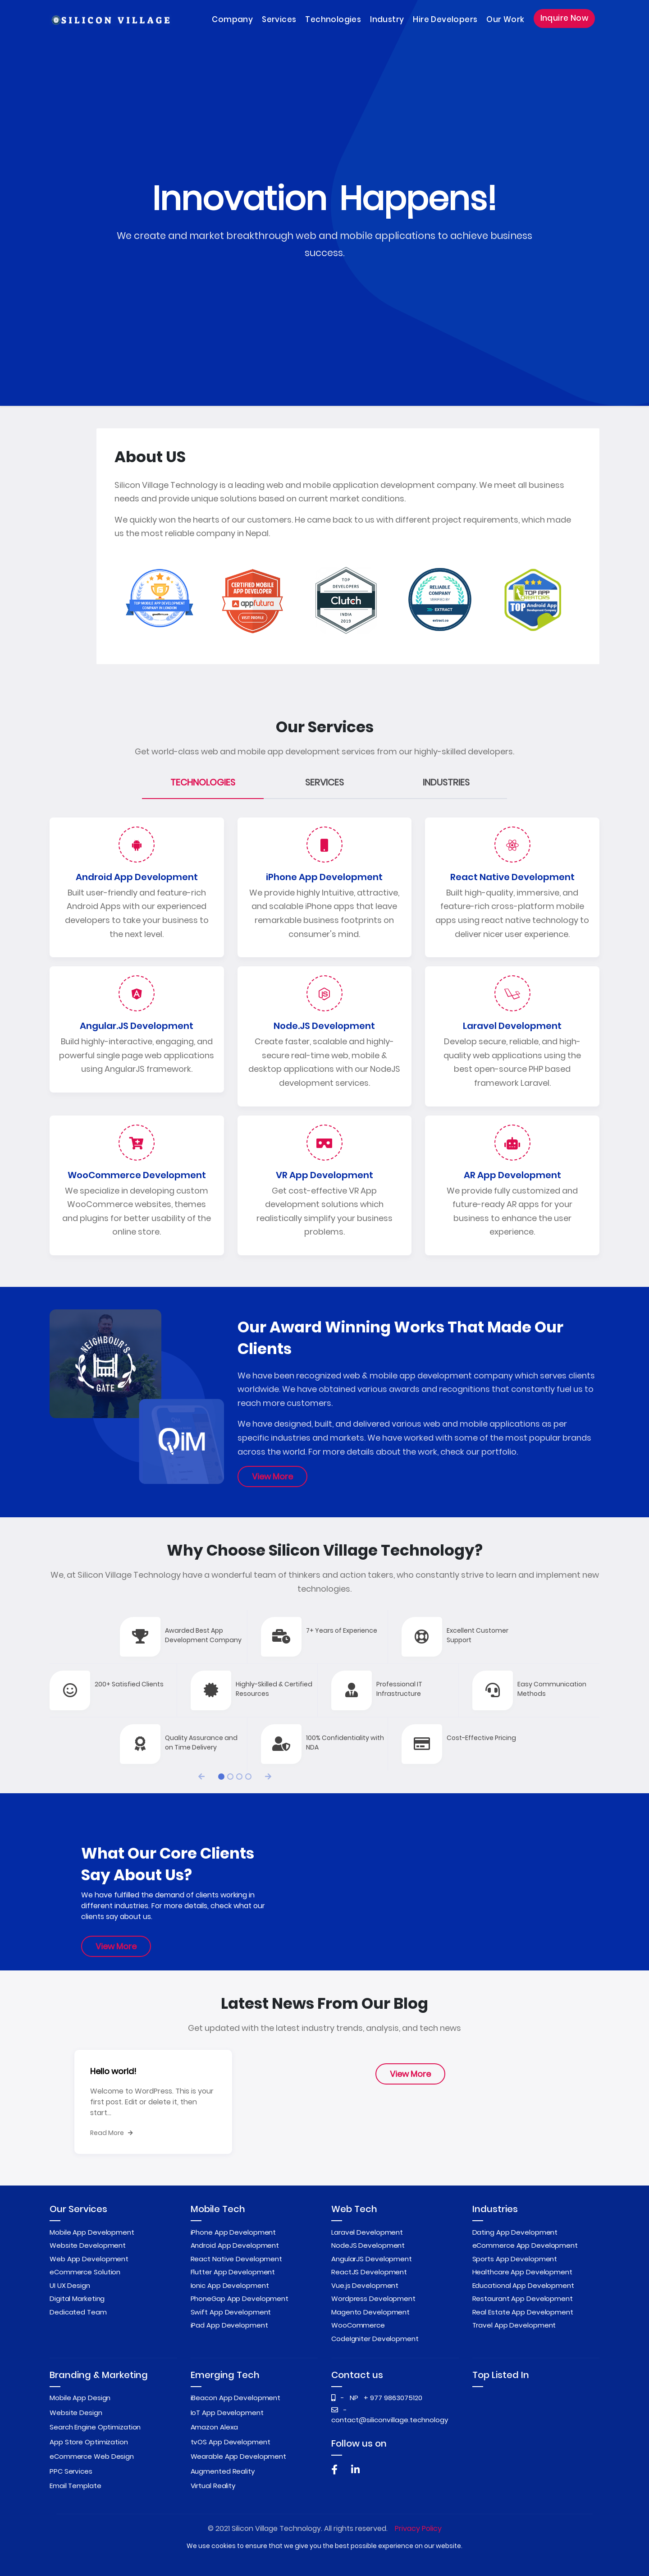 SILICON VILLAGE
Company Services Technologies Industry Hire Developers Our Work Inquire Now
Innovation Happens!
We create and market breakthrough web and mobile applications to achieve business
success.
About US
Silicon Village Technology is a leading web and mobile application development company. We meet all business
needs and provide unique solutions based on current market conditions.
We quickly won the hearts of our customers. He came back to us with different project requirements, which made
us the most reliable company in Nepal.
TOP MOBILE APP DEVELOPMENT
COMPANY IN LONDON
CERTIFIED MOBILE
APP DEVELOPER
appfutura
VISIT PROFILE
TOP
DEVELOPERS
Clutch
INDIA
2019
RELIABLE
COMPANY
EXTRACT
TOP APP
CREATORS
TOP Android App
Development
Our Services
Get world-class web and mobile app development services from our highly-skilled developers.
TECHNOLOGIES SERVICES INDUSTRIES
Android App Development
Built user-friendly and feature-rich
Android Apps with our experienced
developers to take your business to
the next level.
iPhone App Development
We provide highly Intuitive, attractive,
and scalable iPhone apps that leave
remarkable business footprints on
consumer's mind.
React Native Development
Built high-quality, immersive, and
feature-rich cross-platform mobile
apps using react native technology to
deliver nicer user experience.
Angular.JS Development
Build highly-interactive, engaging, and
powerful single page web applications
using AngularJS framework.
Node.JS Development
Create faster, scalable and highly-
secure real-time web, mobile &
desktop applications with our NodeJS
development services.
Laravel Development
Develop secure, reliable, and high-
quality web applications using the
best open-source PHP based
framework Laravel.
WooCommerce Development
We specialize in developing custom
WooCommerce websites, themes
and plugins for better usability of the
online store.
VR App Development
Get cost-effective VR App
development solutions which
realistically simplify your business
problems.
AR App Development
We provide fully customized and
future-ready AR apps for your
business to enhance the user
experience.
NEIGHBOUR'S
GATE
QiM
Our Award Winning Works That Made Our
Clients
We have been recognized web & mobile app development company which serves clients
worldwide. We have obtained various awards and recognitions that constantly fuel us to
reach more customers.
We have designed, built, and delivered various web and mobile applications as per
specific industries and markets. We have worked with some of the most popular brands
across the world. For more details about the work, check our portfolio.
View More
Why Choose Silicon Village Technology?
We, at Silicon Village Technology have a wonderful team of thinkers and action takers, who constantly strive to learn and implement new
technologies.
Awarded Best App
Development Company
7+ Years of Experience
Excellent Customer
Support
200+ Satisfied Clients
Highly-Skilled & Certified
Resources
Professional IT
Infrastructure
Easy Communication
Methods
Quality Assurance and
on Time Delivery
100% Confidentiality with
NDA
Cost-Effective Pricing
What Our Core Clients
Say About Us?
We have fulfilled the demand of clients working in
different industries. For more details, check what our
clients say about us.
View More
Latest News From Our Blog
Get updated with the latest industry trends, analysis, and tech news
Hello world!
Welcome to WordPress. This is your
first post. Edit or delete it, then
start...
Read More
View More
Our Services
Mobile App Development
Website Development
Web App Development
eCommerce Solution
UI UX Design
Digital Marketing
Dedicated Team
Mobile Tech
iPhone App Development
Android App Development
React Native Development
Flutter App Development
Ionic App Development
PhoneGap App Development
Swift App Development
iPad App Development
Web Tech
Laravel Development
NodeJS Development
AngularJS Development
ReactJS Development
Vue.js Development
Wordpress Development
Magento Development
WooCommerce
CodeIgniter Development
Industries
Dating App Development
eCommerce App Development
Sports App Development
Healthcare App Development
Educational App Development
Restaurant App Development
Real Estate App Development
Travel App Development
Branding & Marketing
Mobile App Design
Website Design
Search Engine Optimization
App Store Optimization
eCommerce Web Design
PPC Services
Email Template
Emerging Tech
iBeacon App Development
IoT App Development
Amazon Alexa
tvOS App Development
Wearable App Development
Augmented Reality
Virtual Reality
Contact us
- NP + 977 9863075120
-
contact@siliconvillage.technology
Follow us on
Top Listed In
© 2021 Silicon Village Technology. All rights reserved. Privacy Policy
We use cookies to ensure that we give you the best possible experience on our website.